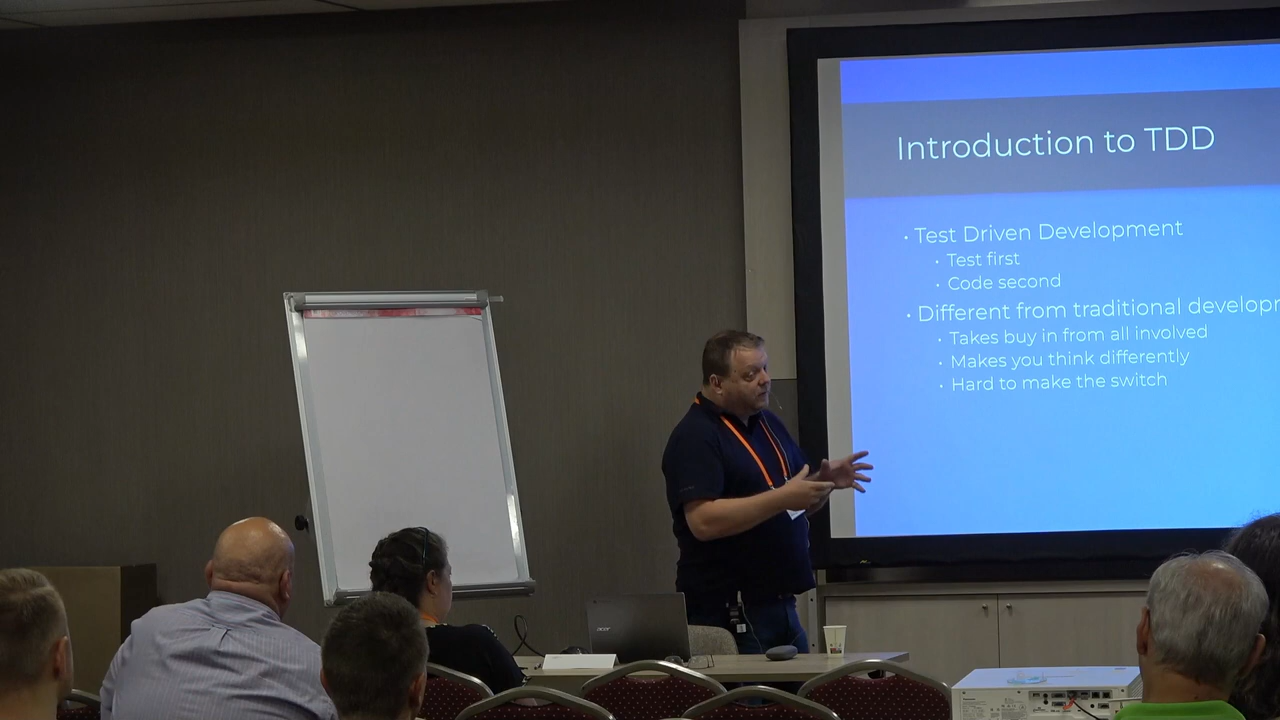 Introduction to TDD
• Test Driven Development
• Test first
• Code second
• Different from traditional develop
• Takes buy in from all involved
• Makes you think differently
• Hard to make the switch
acer